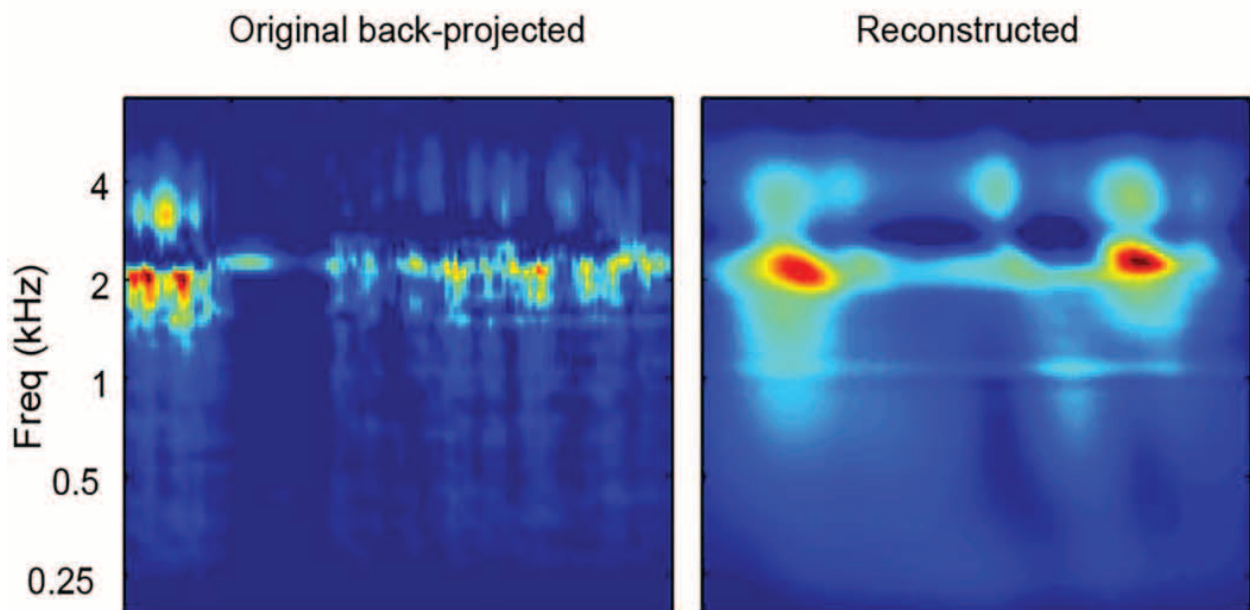 Original back-projected
Reconstructed
Freq (kHz)
4
2
1
0.5
0.25